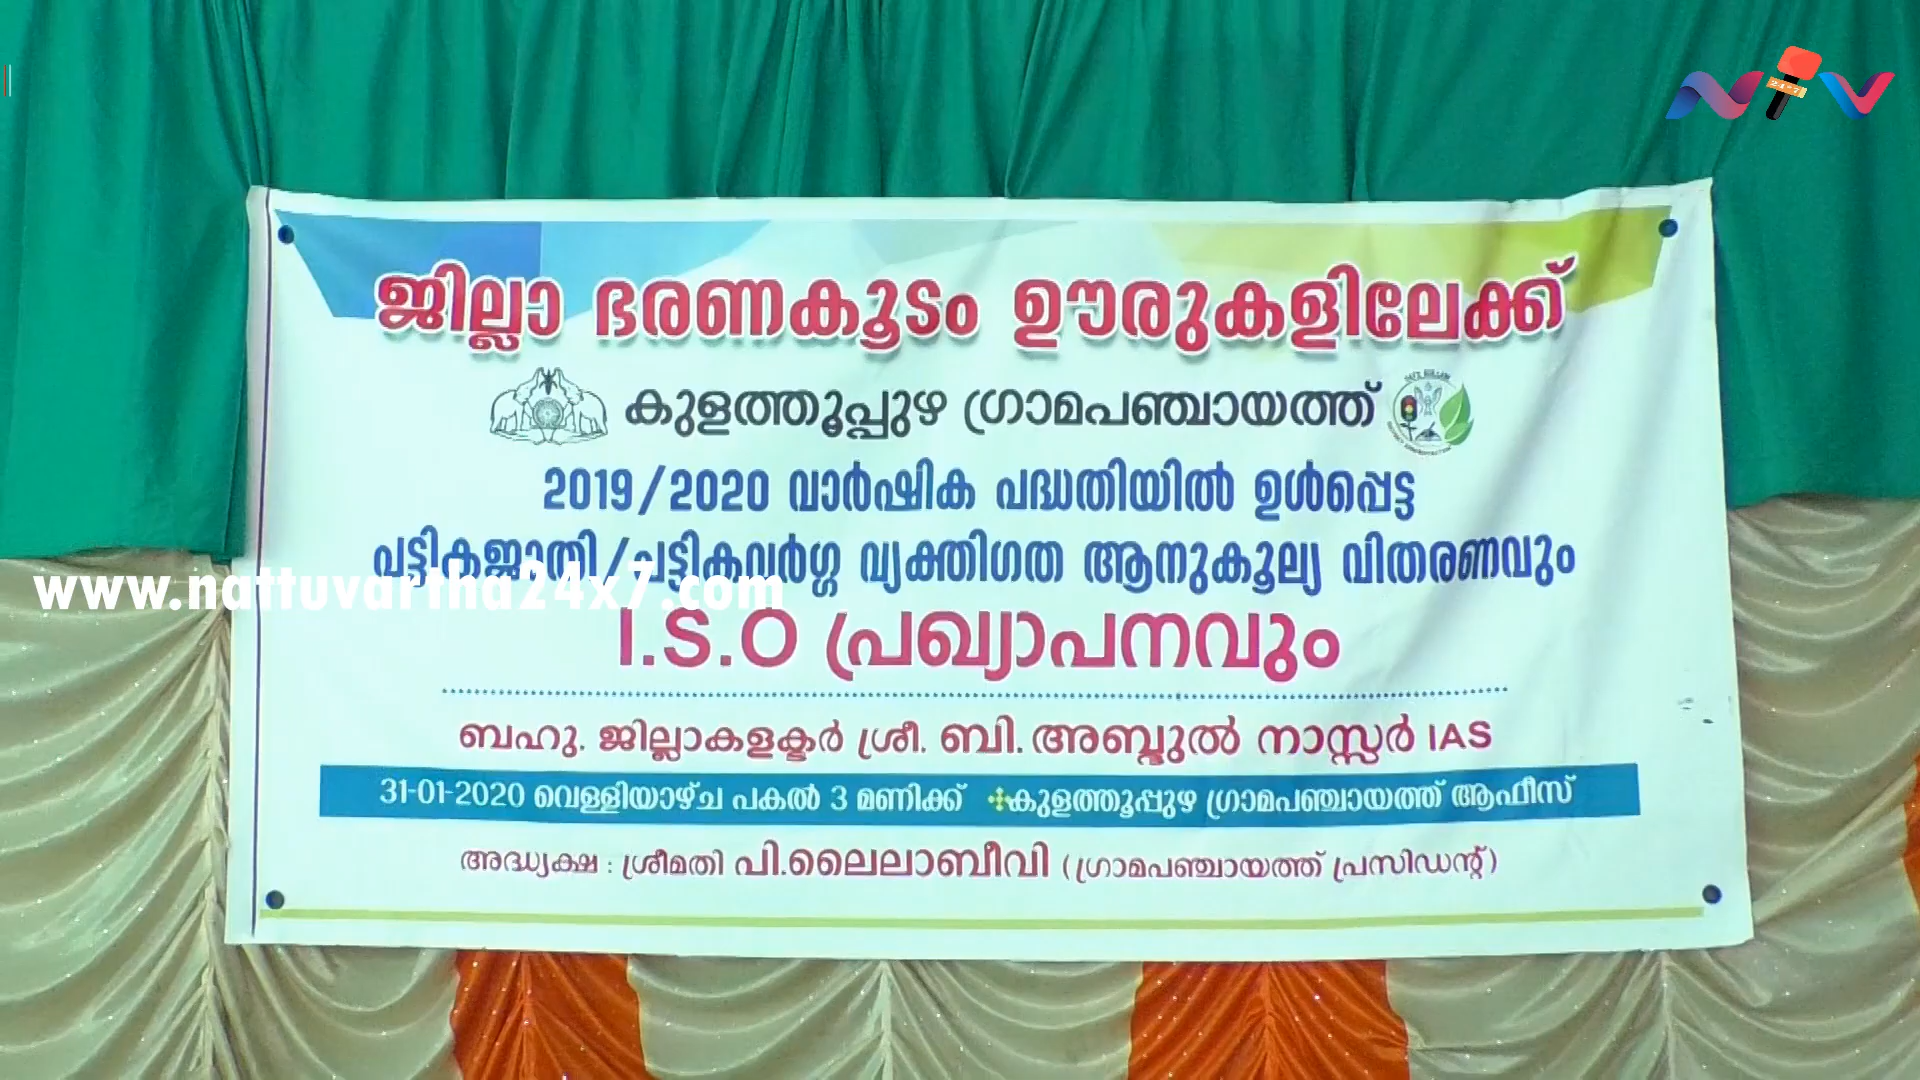 ജില്ലാ ഭരണകൂടം ഊരുകളിലേക്ക്
കുളത്തൂപ്പുഴ ഗ്രാമപഞ്ചായത്ത്
2019/2020 വാർഷിക പദ്ധതിയിൽ ഉൾപ്പെട്ട
പട്ടികജാതി/പട്ടികവർഗ്ഗ വ്യക്തിഗത ആനുകൂല്യ വിതരണവും
www.nattuvartha24x7.com
I.S.O പ്രഖ്യാപനവും
ബഹു. ജില്ലാകളക്ടർ ശ്രീ. ബി. അബ്ദുൽ നാസ്സർ IAS
31-01-2020 വെള്ളിയാഴ്ച പകൽ 3 മണിക്ക് കുളത്തൂപ്പുഴ ഗ്രാമപഞ്ചായത്ത് ആഫീസ്
അദ്ധ്യക്ഷ : ശ്രീമതി പി.ലൈലാബീവി (ഗ്രാമപഞ്ചായത്ത് പ്രസിഡന്റ്)